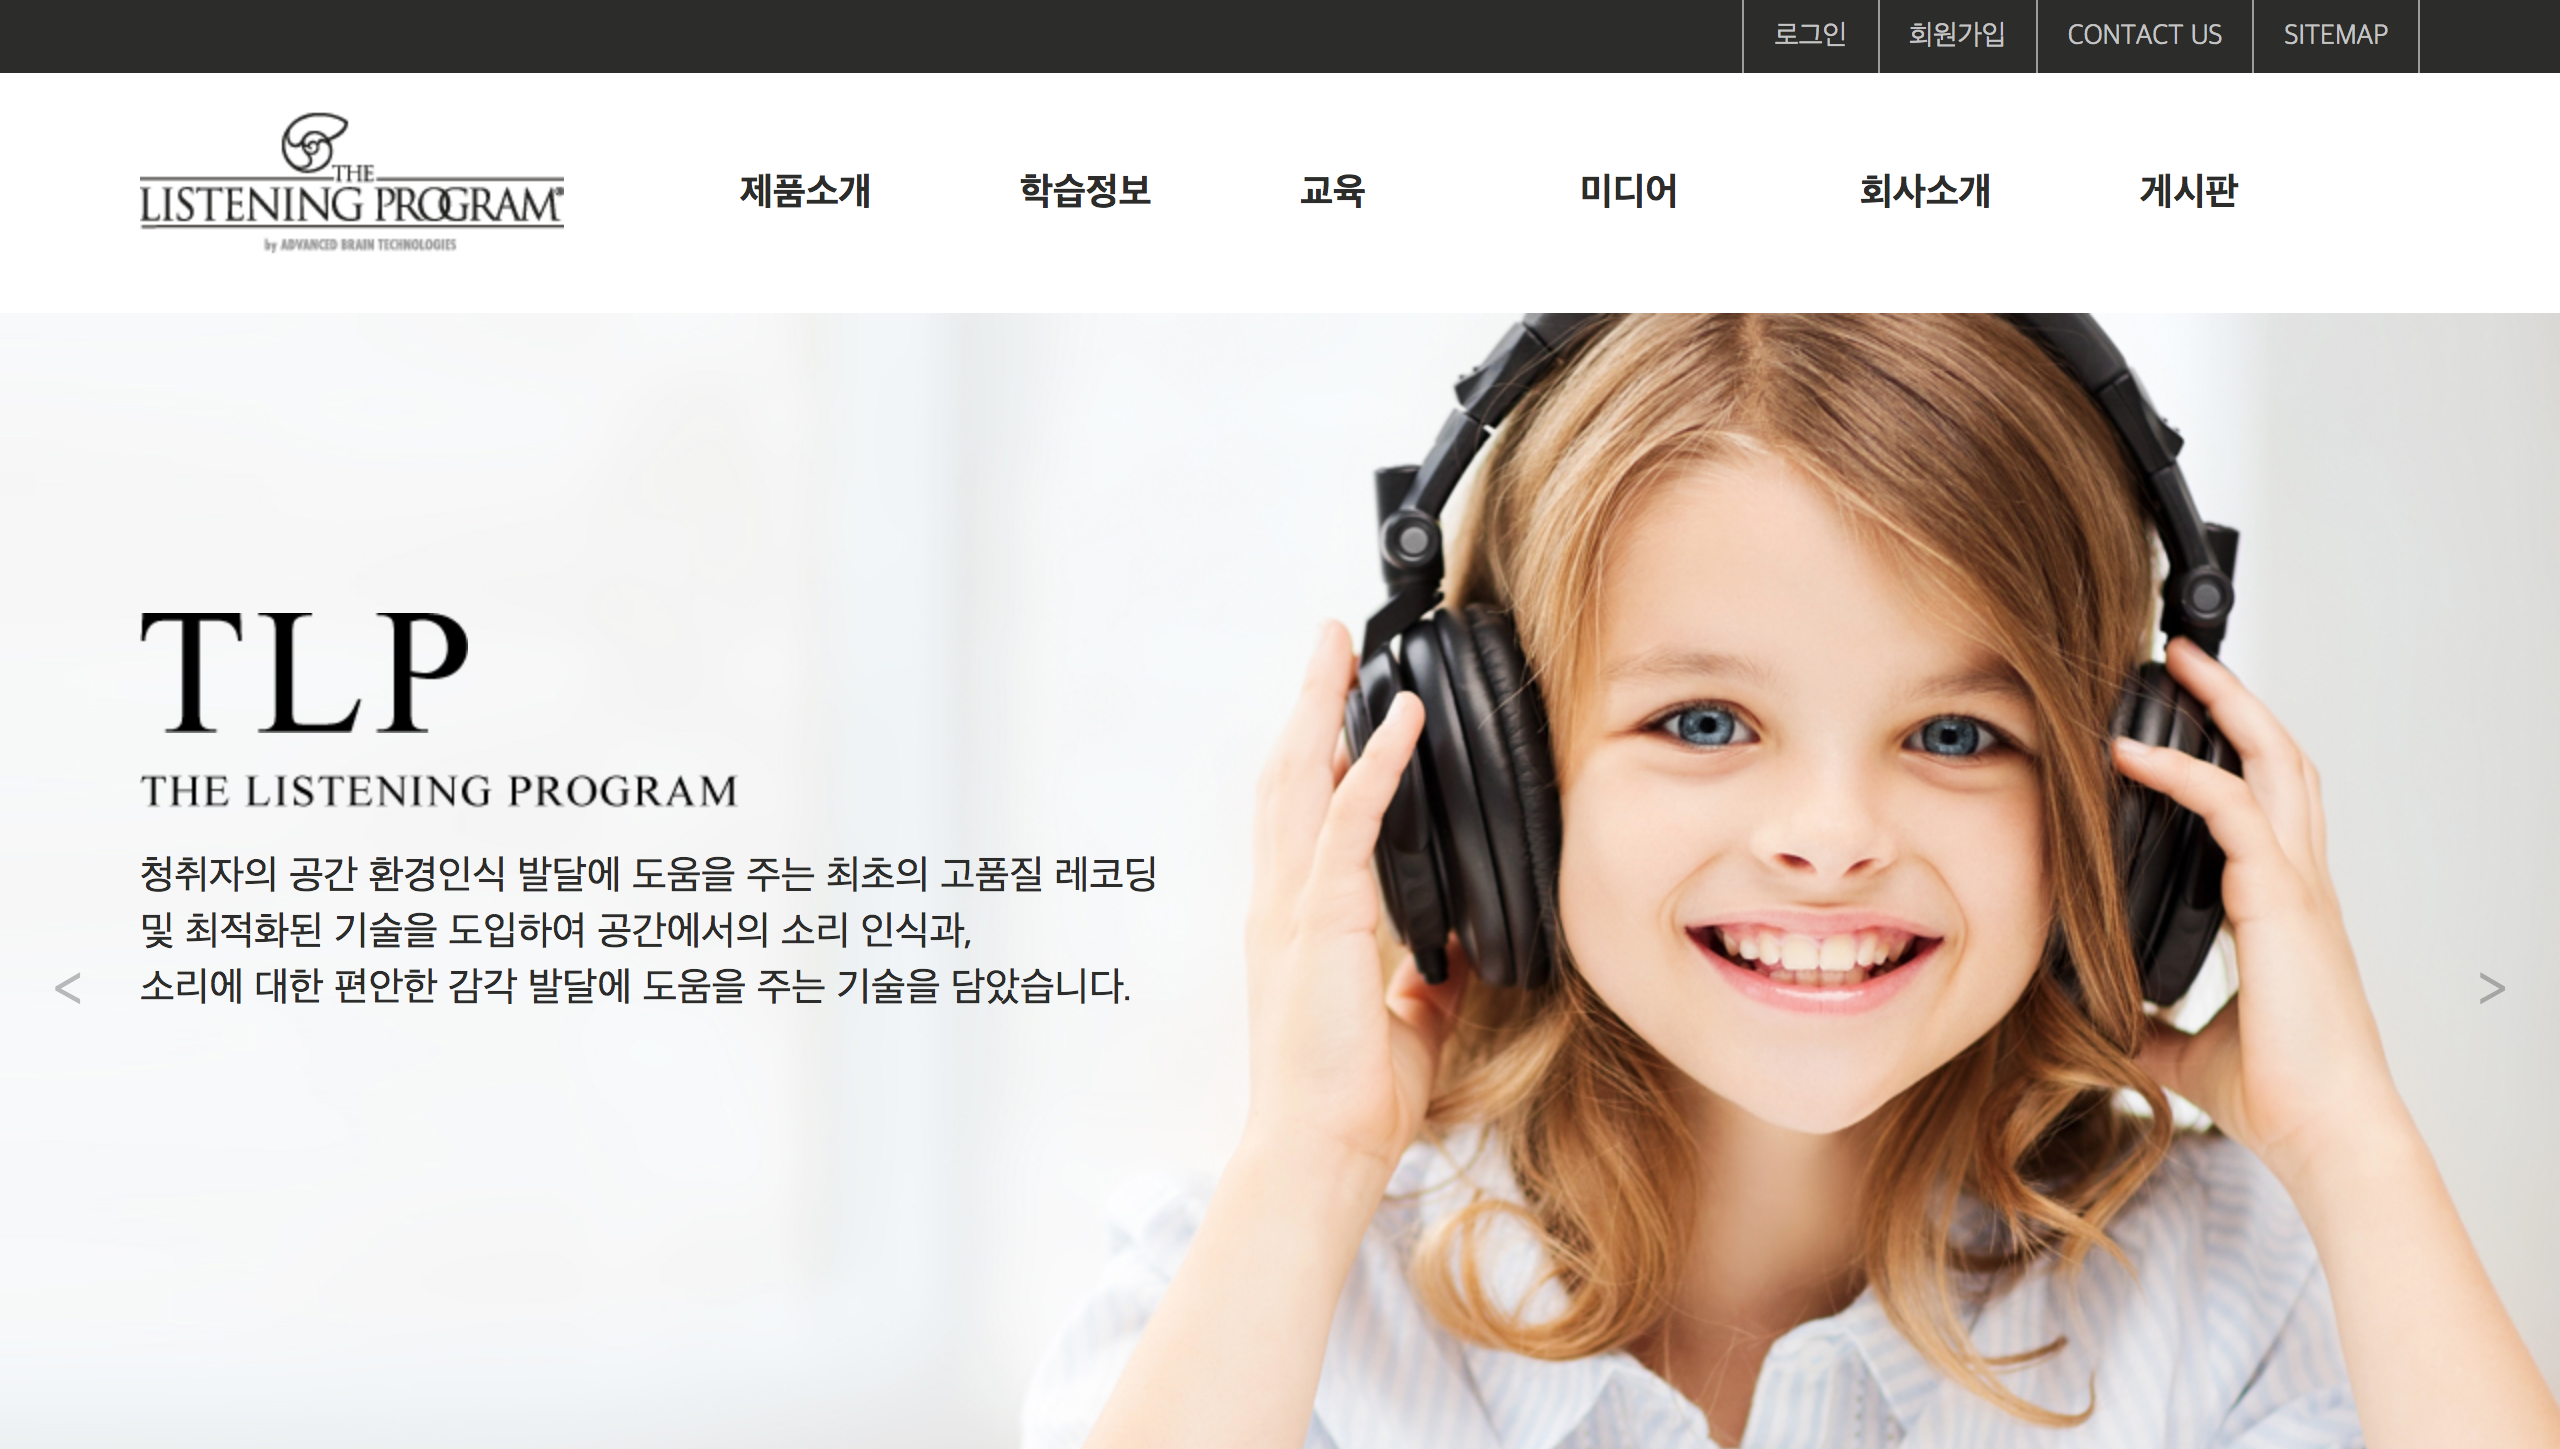 로그인
회원가입
CONTACT US
SITEMAP
THE
LISTENING PROGRAM®
by ADVANCED BRAIN TECHNOLOGIES
제품소개
학습정보
교육
미디어
회사소개
게시판
TLP
THE LISTENING PROGRAM
청취자의 공간 환경인식 발달에 도움을 주는 최초의 고품질 레코딩
및 최적화된 기술을 도입하여 공간에서의 소리 인식과,
소리에 대한 편안한 감각 발달에 도움을 주는 기술을 담았습니다.
<
>